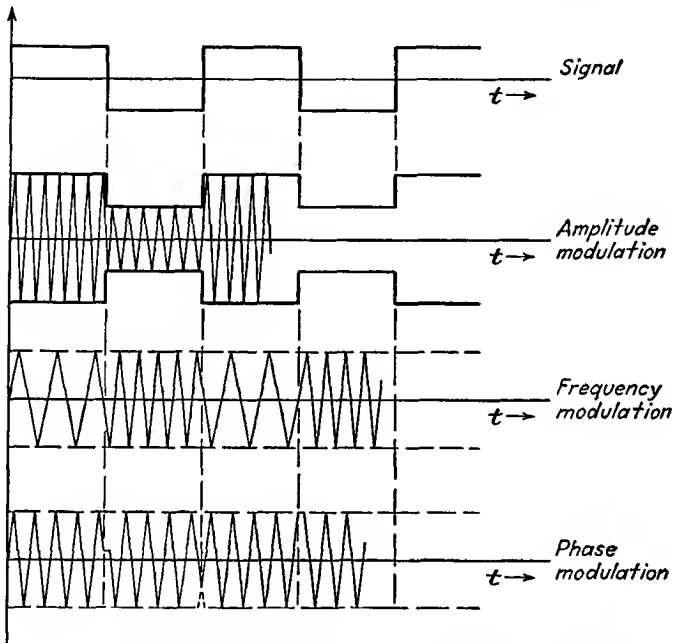 Signal
t→
Amplitude
modulation
t→
Frequency
modulation
t→
Phase
modulation
t→